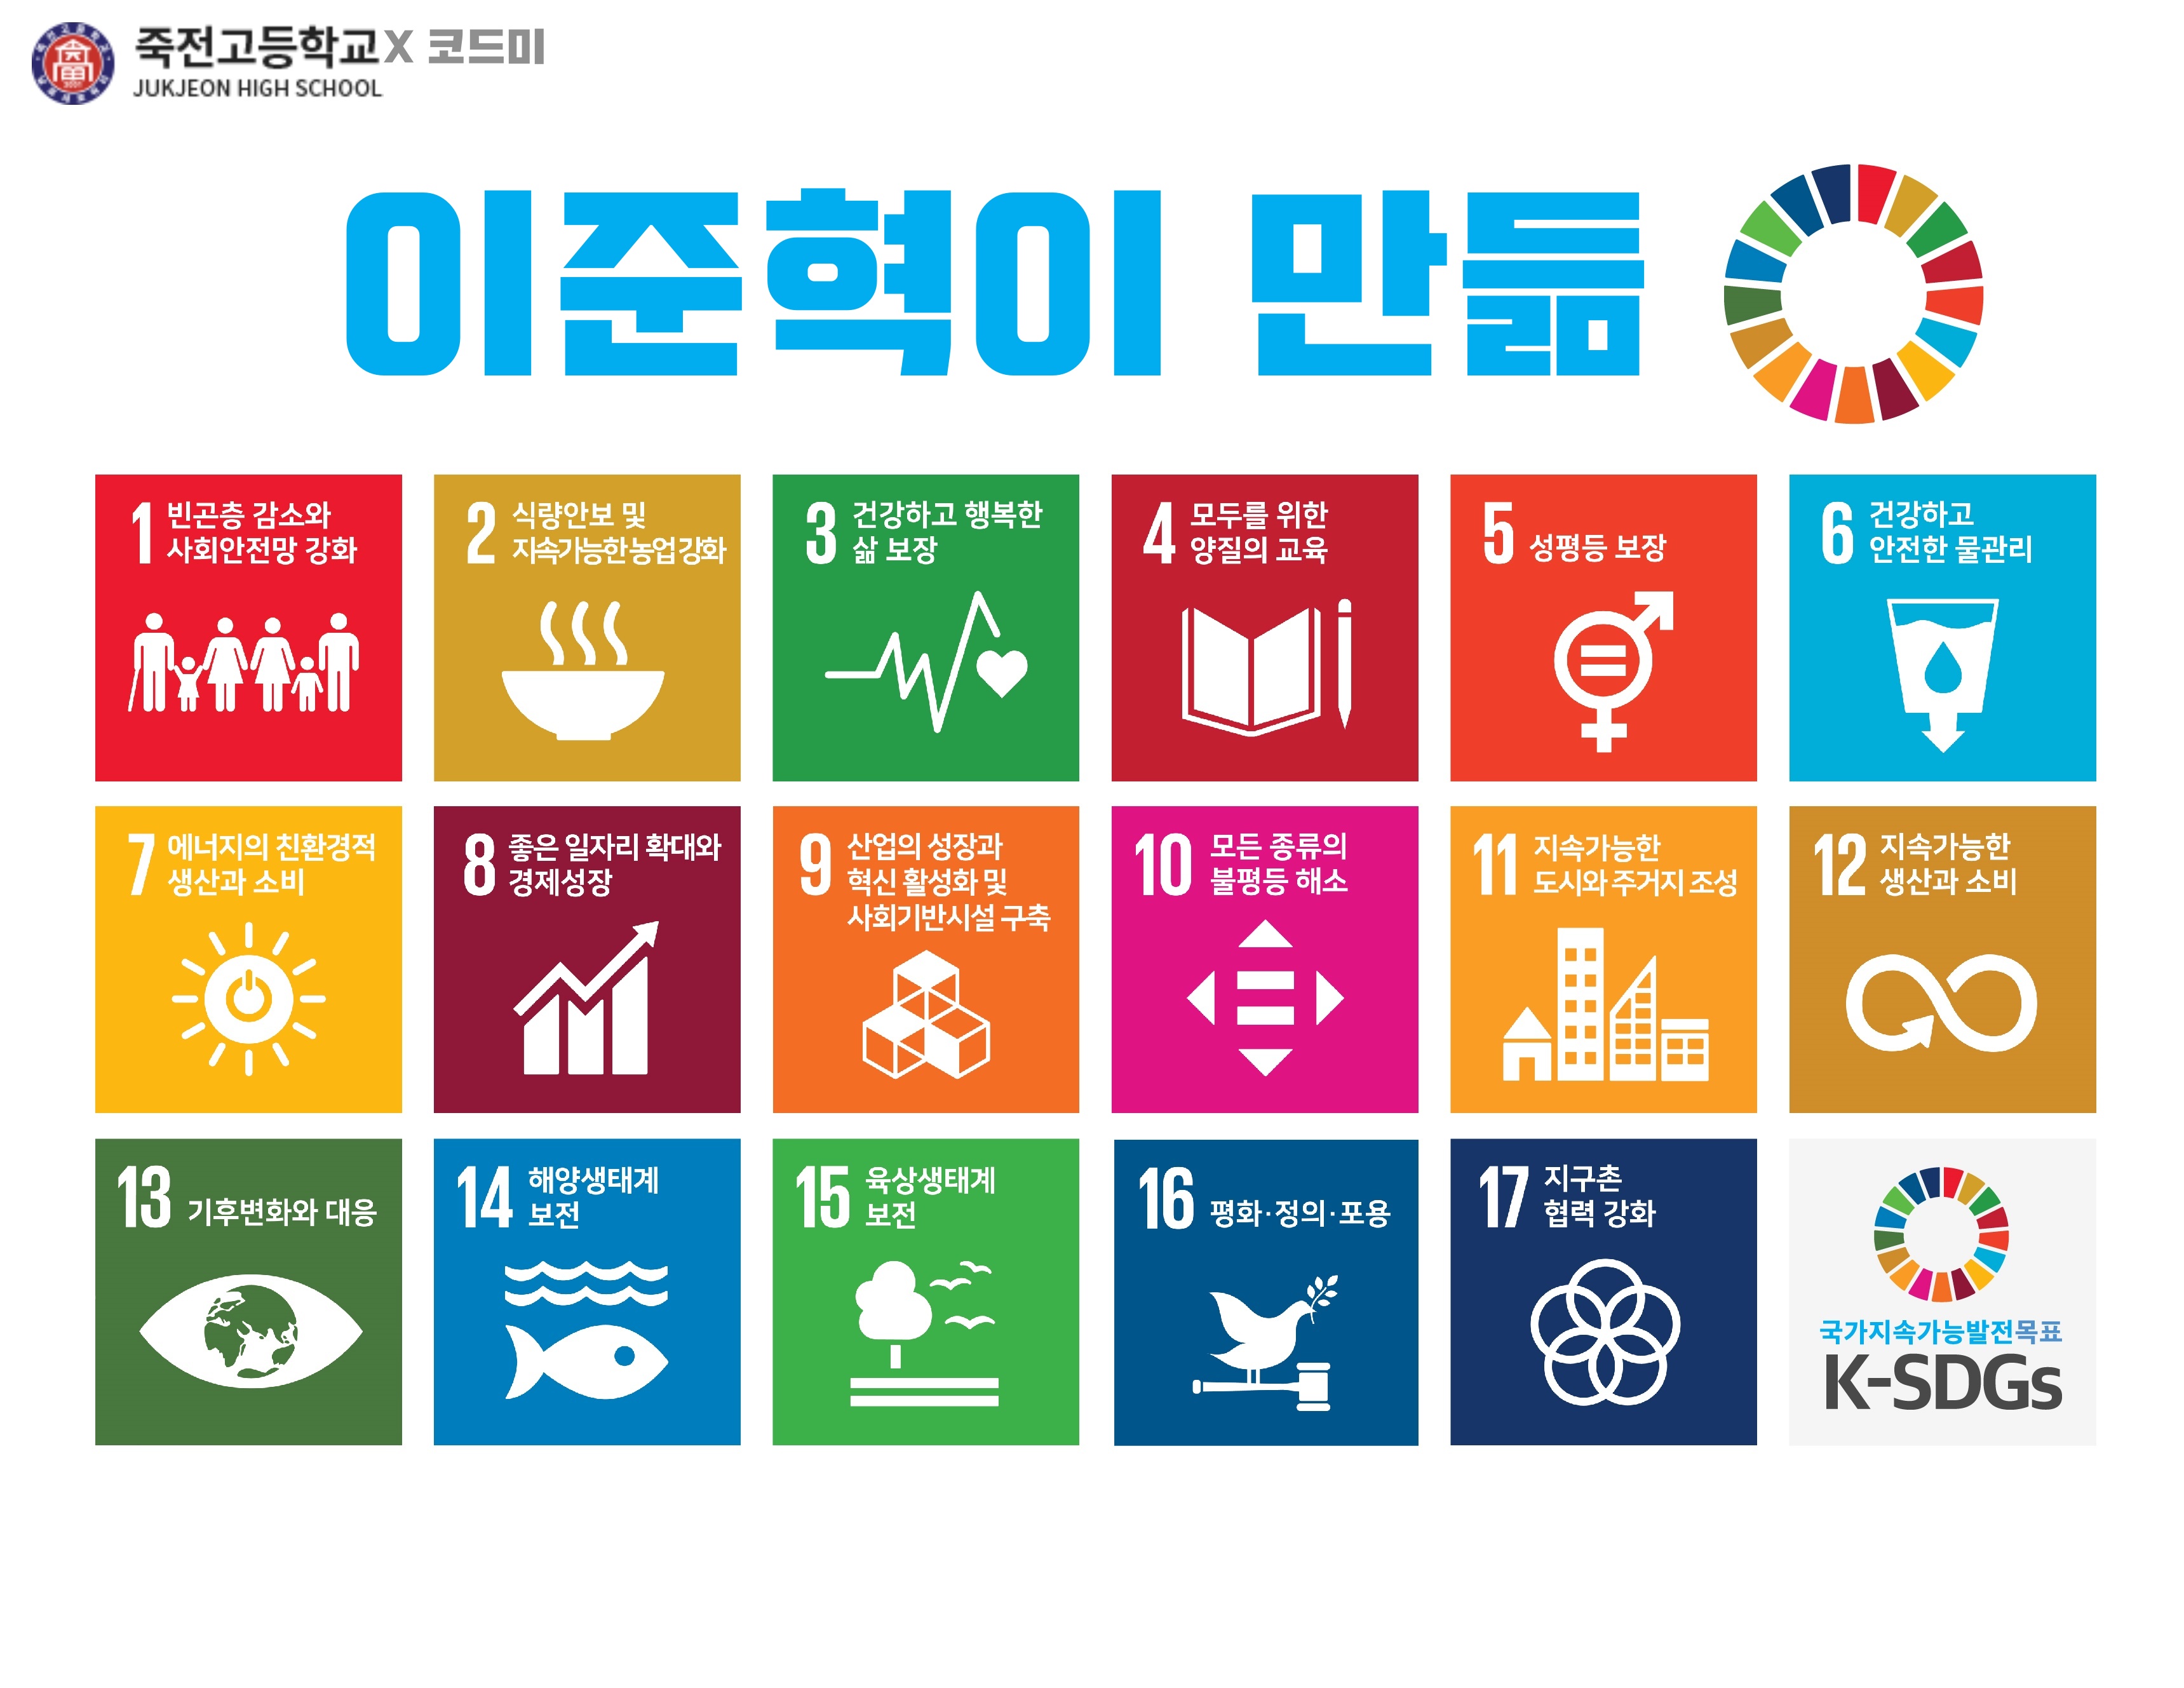 죽전고등학교 X 코드미
JUKJEON HIGH SCHOOL
이준혁이 만듦
1 빈곤층 감소와
사회안전망 강화
2 식량안보 및
지속가능한 농업 강화
3 건강하고 행복한
삶 보장
4 모두를 위한
양질의 교육
5 성평등 보장
6 건강하고
안전한 물관리
7 에너지의 친환경적
생산과 소비
8 좋은 일자리 확대와
경제성장
9 산업의 성장과
혁신 활성화 및
사회기반시설 구축
10 모든 종류의
불평등 해소
11 지속가능한
도시와 주거지 조성
12 지속가능한
생산과 소비
13 기후변화와 대응
14 해양생태계
보전
15 육상생태계
보전
16 평화·정의·포용
17 지구촌
협력 강화
국가지속가능발전목표
K-SDGs